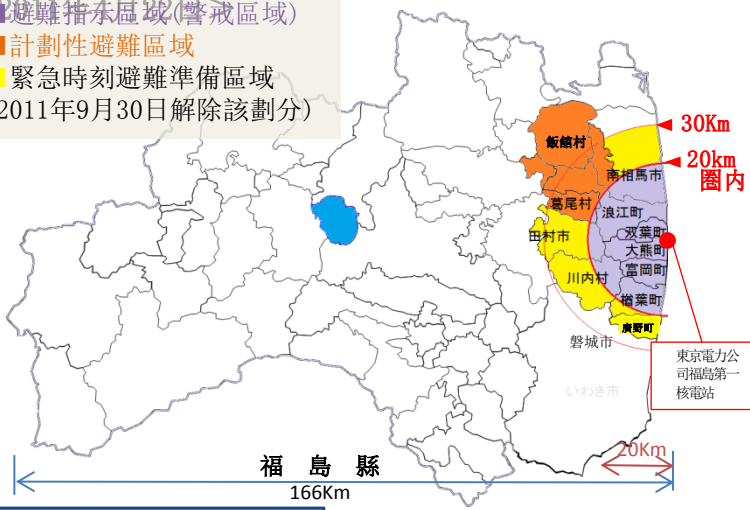 避難指示區域(警戒區域)
計劃性避難區域
緊急時刻避難準備區域
2011年9月30日解除該劃分)
30Km
20km
圈内
飯館村
南相馬市
葛尾村
浪江町
田村市
双葉町
大熊町
富岡町
川内村
楢葉町
廣野町
磐城市
いわき市
東京電力公
司福島第一
核電站
福島縣
166Km
20Km